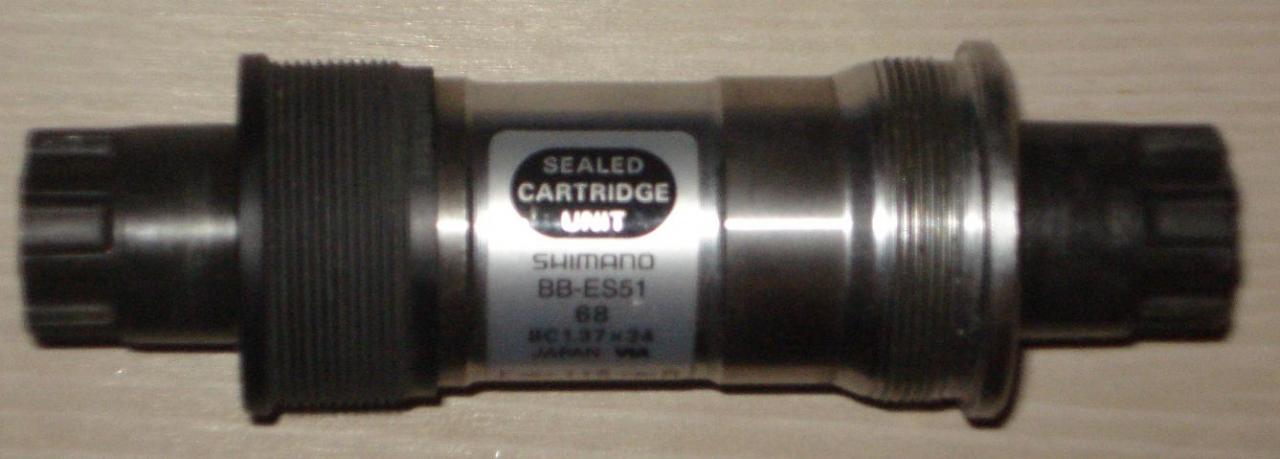 SEALED
CARTRIDGE
UNIT
SHIMANO
BB-ES51
68
BC1.37×24
JAPAN